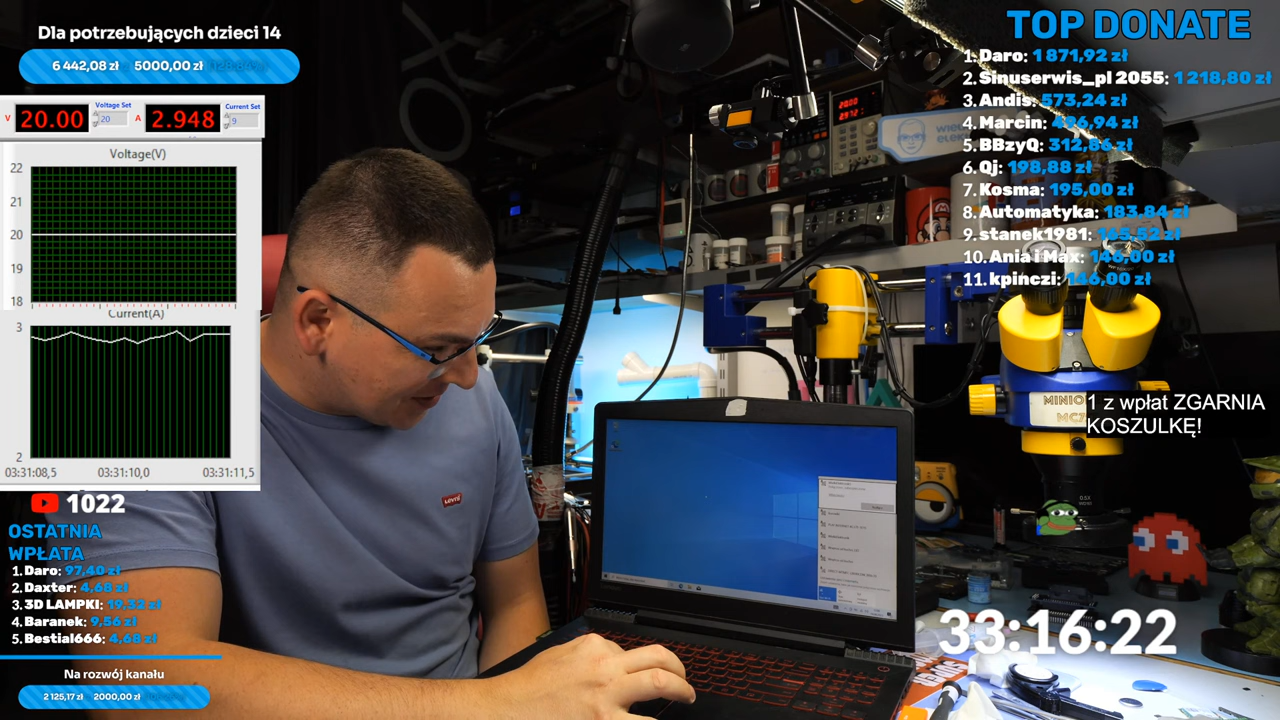 Dla potrzebujących dzieci 14
6 442,08 zł 5000,00 zł
V 20.00 Voltage Set 20 A 2.948 Current Set 9
Voltage(V)
22
21
20
19
18
Current(A)
3
2
03:31:08,5 03:31:10,0 03:31:11,5
1022
OSTATNIA
WPŁATA
1. Daro: 97,40 zł
2. Daxter: 4,68 zł
3. 3D LAMPKI: 19,32 zł
4. Baranek: 9,56 zł
5. Bestial666: 4,68 zł
Na rozwój kanału
2 125,17 zł 2000,00 zł
Levi's
TOP DONATE
1. Daro: 1 871,92 zł
2. Sinuserwis_pl 2055: 1 218,80 zł
3. Andis: 573,24 zł
4. Marcin: 496,94 zł
5. BBzyQ: 312,86 zł
6. Qj: 198,88 zł
7. Kosma: 195,00 zł
8. Automatyka: 183,84 zł
9. stanek1981: 165,52 zł
10. Ania i Max: 146,00 zł
11. kpinczi: 146,00 zł
MINIO
1 z wpłat ZGARNIA
KOSZULKĘ!
33:16:22